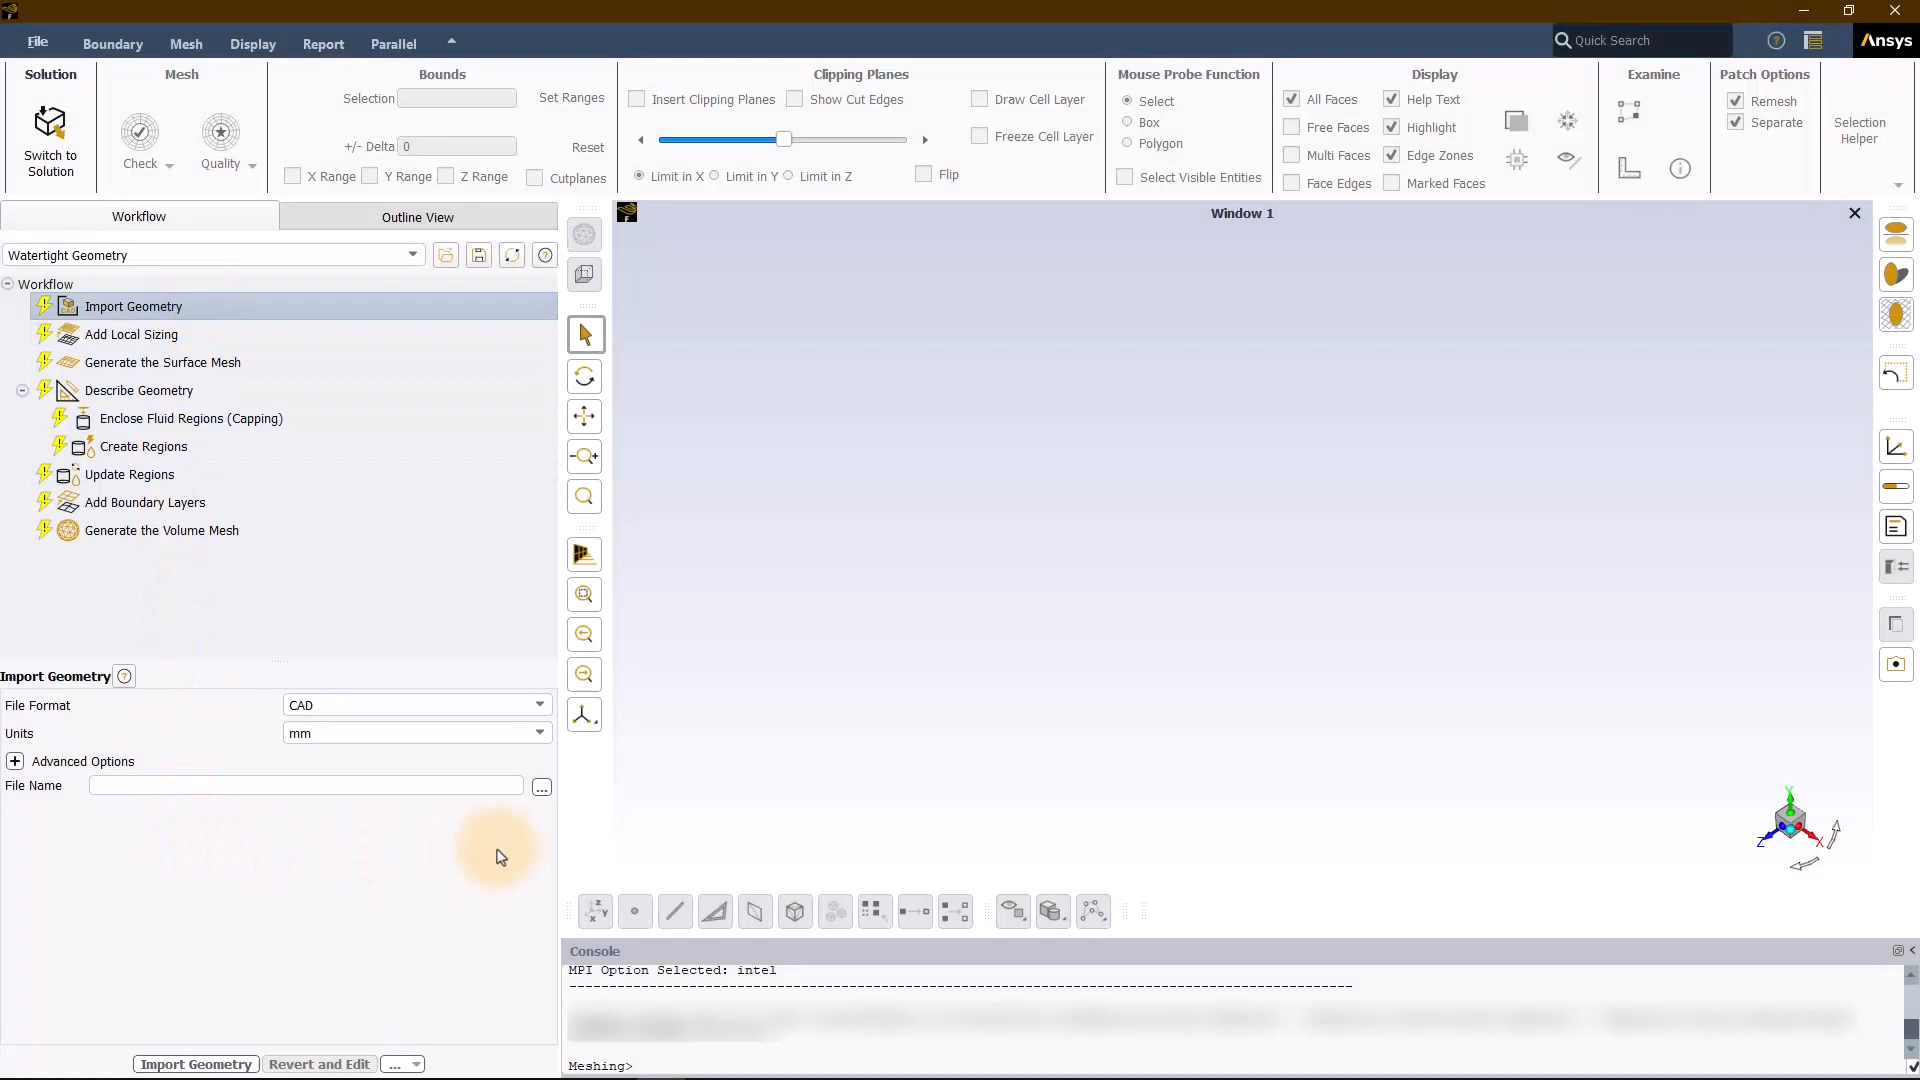 File
Boundary
Mesh
Display
Report
Parallel
Quick Search
Ansys
Solution
Switch to
Solution
Mesh
Check
Quality
Bounds
Selection
Set Ranges
+/- Delta 0
Reset
X Range
Y Range
Z Range
Cutplanes
Clipping Planes
Insert Clipping Planes
Show Cut Edges
Draw Cell Layer
Freeze Cell Layer
Limit in X
Limit in Y
Limit in Z
Flip
Mouse Probe Function
Select
Box
Polygon
Select Visible Entities
Display
All Faces
Help Text
Free Faces
Highlight
Multi Faces
Edge Zones
Face Edges
Marked Faces
Examine
Patch Options
Remesh
Separate
Selection
Helper
Workflow
Outline View
Watertight Geometry
Workflow
Import Geometry
Add Local Sizing
Generate the Surface Mesh
Describe Geometry
Enclose Fluid Regions (Capping)
Create Regions
Update Regions
Add Boundary Layers
Generate the Volume Mesh
Import Geometry
File Format CAD
Units mm
Advanced Options
File Name
...
Import Geometry
Revert and Edit
...
Window 1
Y
Z
X
Console
MPI Option Selected: intel
--------------------------------------------------------------------------------------------------
Meshing>